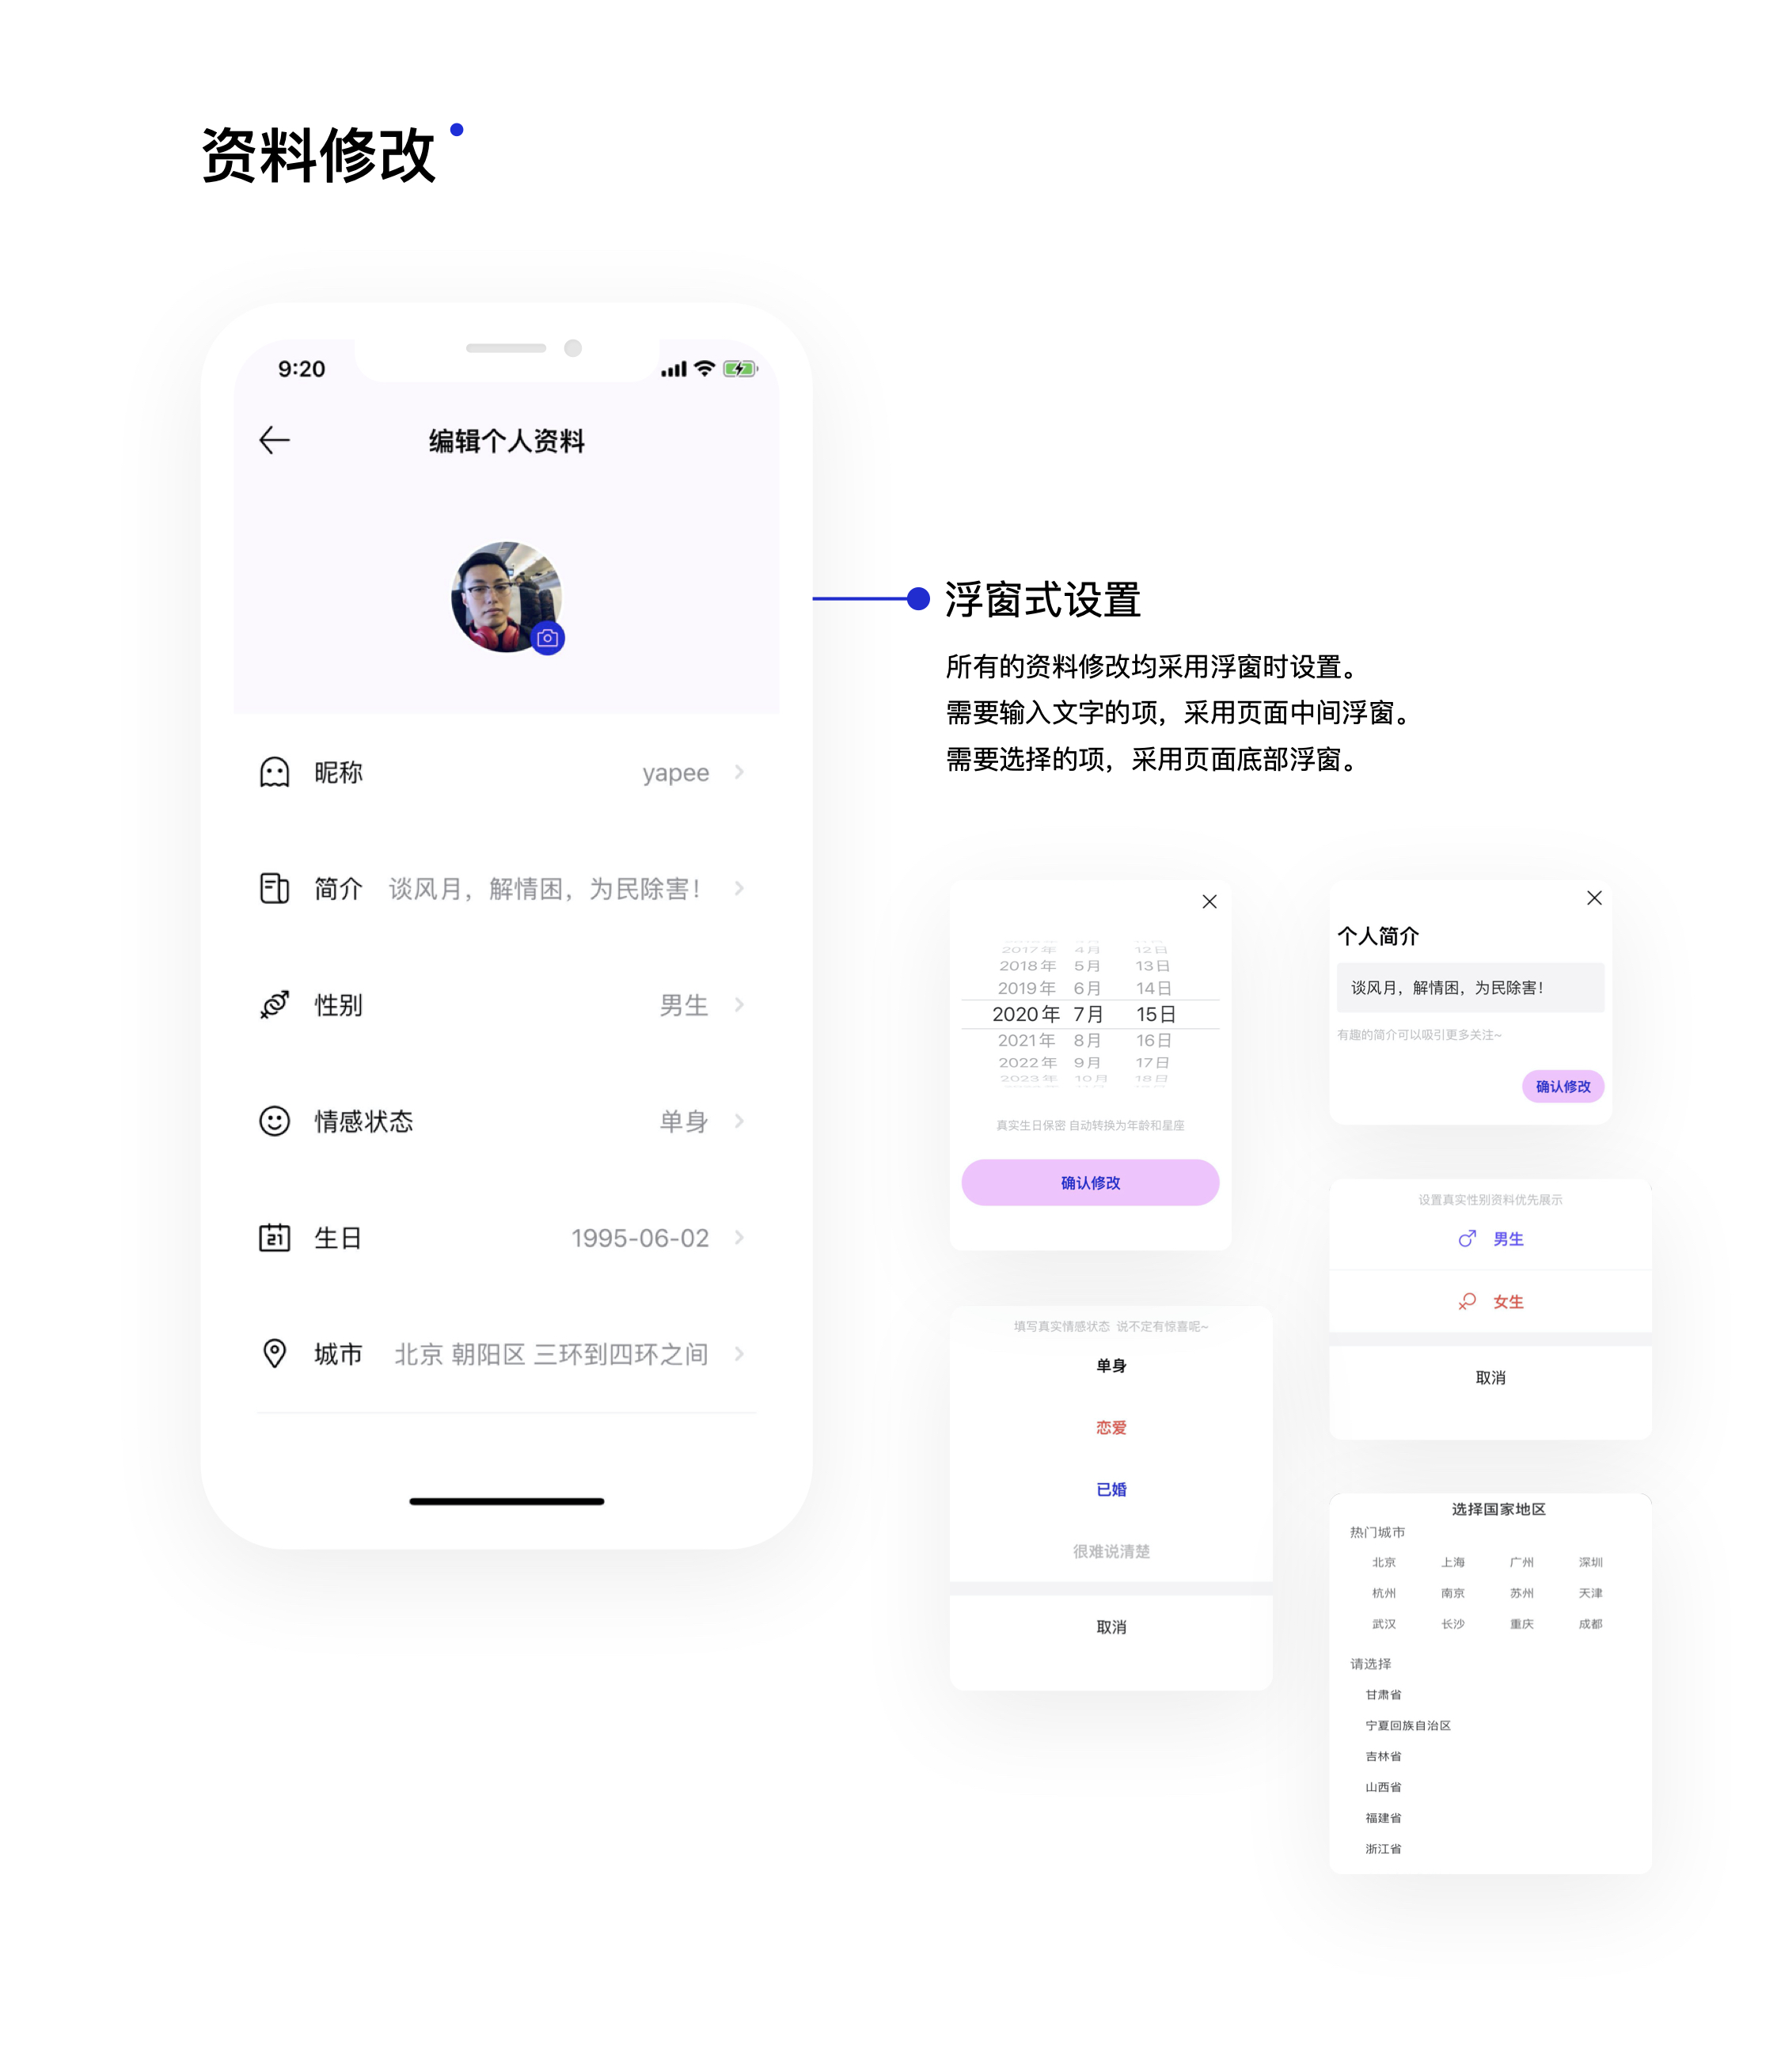 资料修改
9:20
编辑个人资料
昵称 yapee
简介 谈风月，解情困，为民除害！
性别 男生
情感状态 单身
21
生日 1995-06-02
城市 北京 朝阳区 三环到四环之间
浮窗式设置
所有的资料修改均采用浮窗时设置。
需要输入文字的项，采用页面中间浮窗。
需要选择的项，采用页面底部浮窗。
2017年 4月 12日
2018年 5月 13日
2019年 6月 14日
2020年 7月 15日
2021年 8月 16日
2022年 9月 17日
2023年 10月 18日
真实生日保密 自动转换为年龄和星座
确认修改
个人简介
谈风月，解情困，为民除害！
有趣的简介可以吸引更多关注~
确认修改
设置真实性别资料优先展示
男生
女生
取消
填写真实情感状态 说不定有惊喜呢~
单身
恋爱
已婚
很难说清楚
取消
选择国家地区
热门城市
北京 上海 广州 深圳
杭州 南京 苏州 天津
武汉 长沙 重庆 成都
请选择
甘肃省
宁夏回族自治区
吉林省
山西省
福建省
浙江省